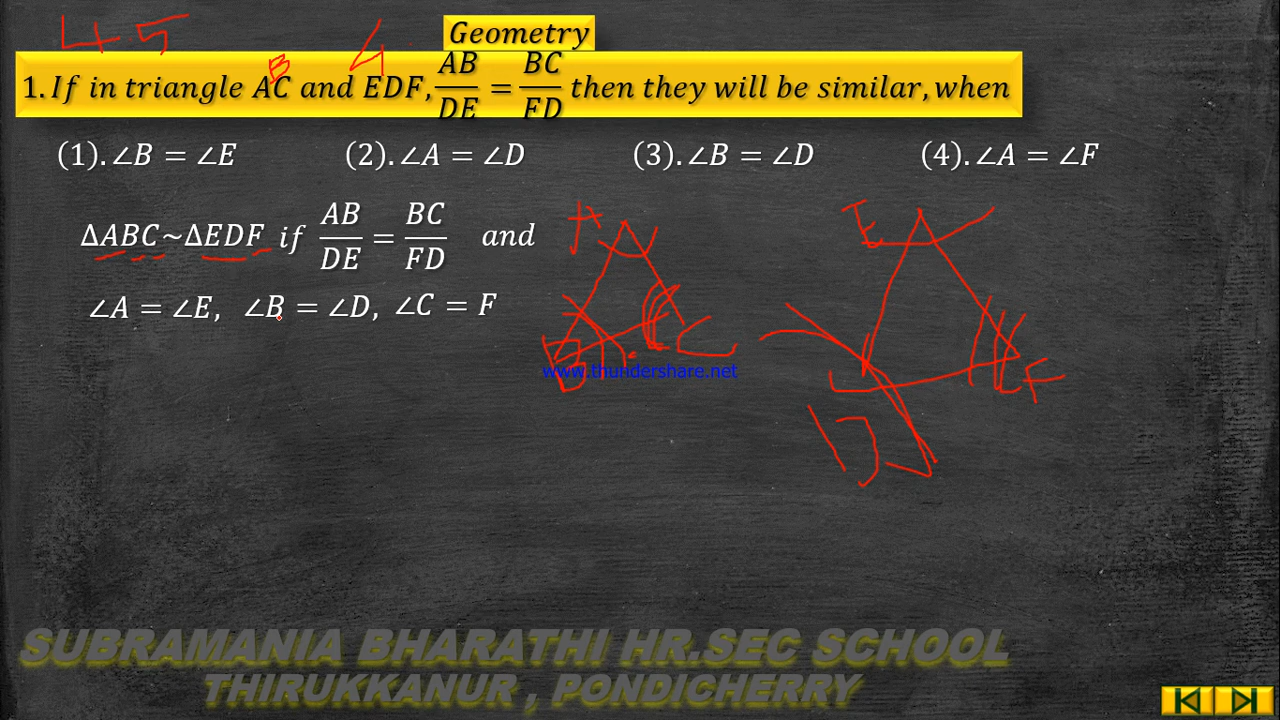 4.5
Geometry
B
1. If in triangle AC and EDF, AB/DE = BC/FD then they will be similar, when
(1). ∠B = ∠E (2). ∠A = ∠D (3). ∠B = ∠D (4). ∠A = ∠F
ΔABC~ΔEDF if AB/DE = BC/FD and
∠A = ∠E, ∠B = ∠D, ∠C = F
A E
B C D F
www.thundershare.net
SUBRAMANIA BHARATHI HR.SEC SCHOOL
THIRUKKANUR , PONDICHERRY